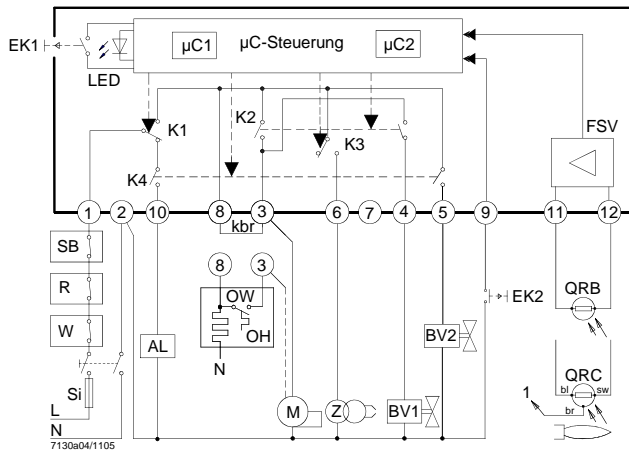 EK1
LED
µC1
µC-Steuerung
µC2
FSV
K1
K2
K3
K4
1
2
10
8
3
6
7
4
5
9
11
12
kbr
SB
R
W
Si
L
N
AL
8
3
OW
OH
N
M
Z
BV1
BV2
EK2
QRB
QRC
bl
sw
br
1
7130a04/1105